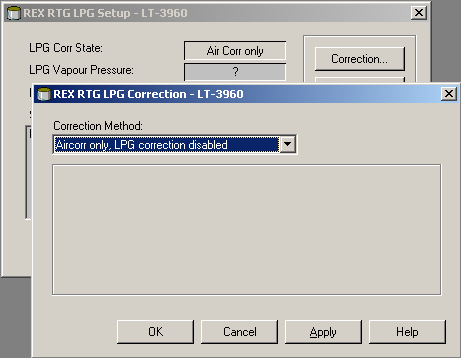 REX RTG LPG Setup - LT-3960
LPG Corr State:
Air Corr only
Correction...
LPG Vapour Pressure:
?
REX RTG LPG Correction - LT-3960
Correction Method:
Aircorr only, LPG correction disabled
OK
Cancel
Apply
Help